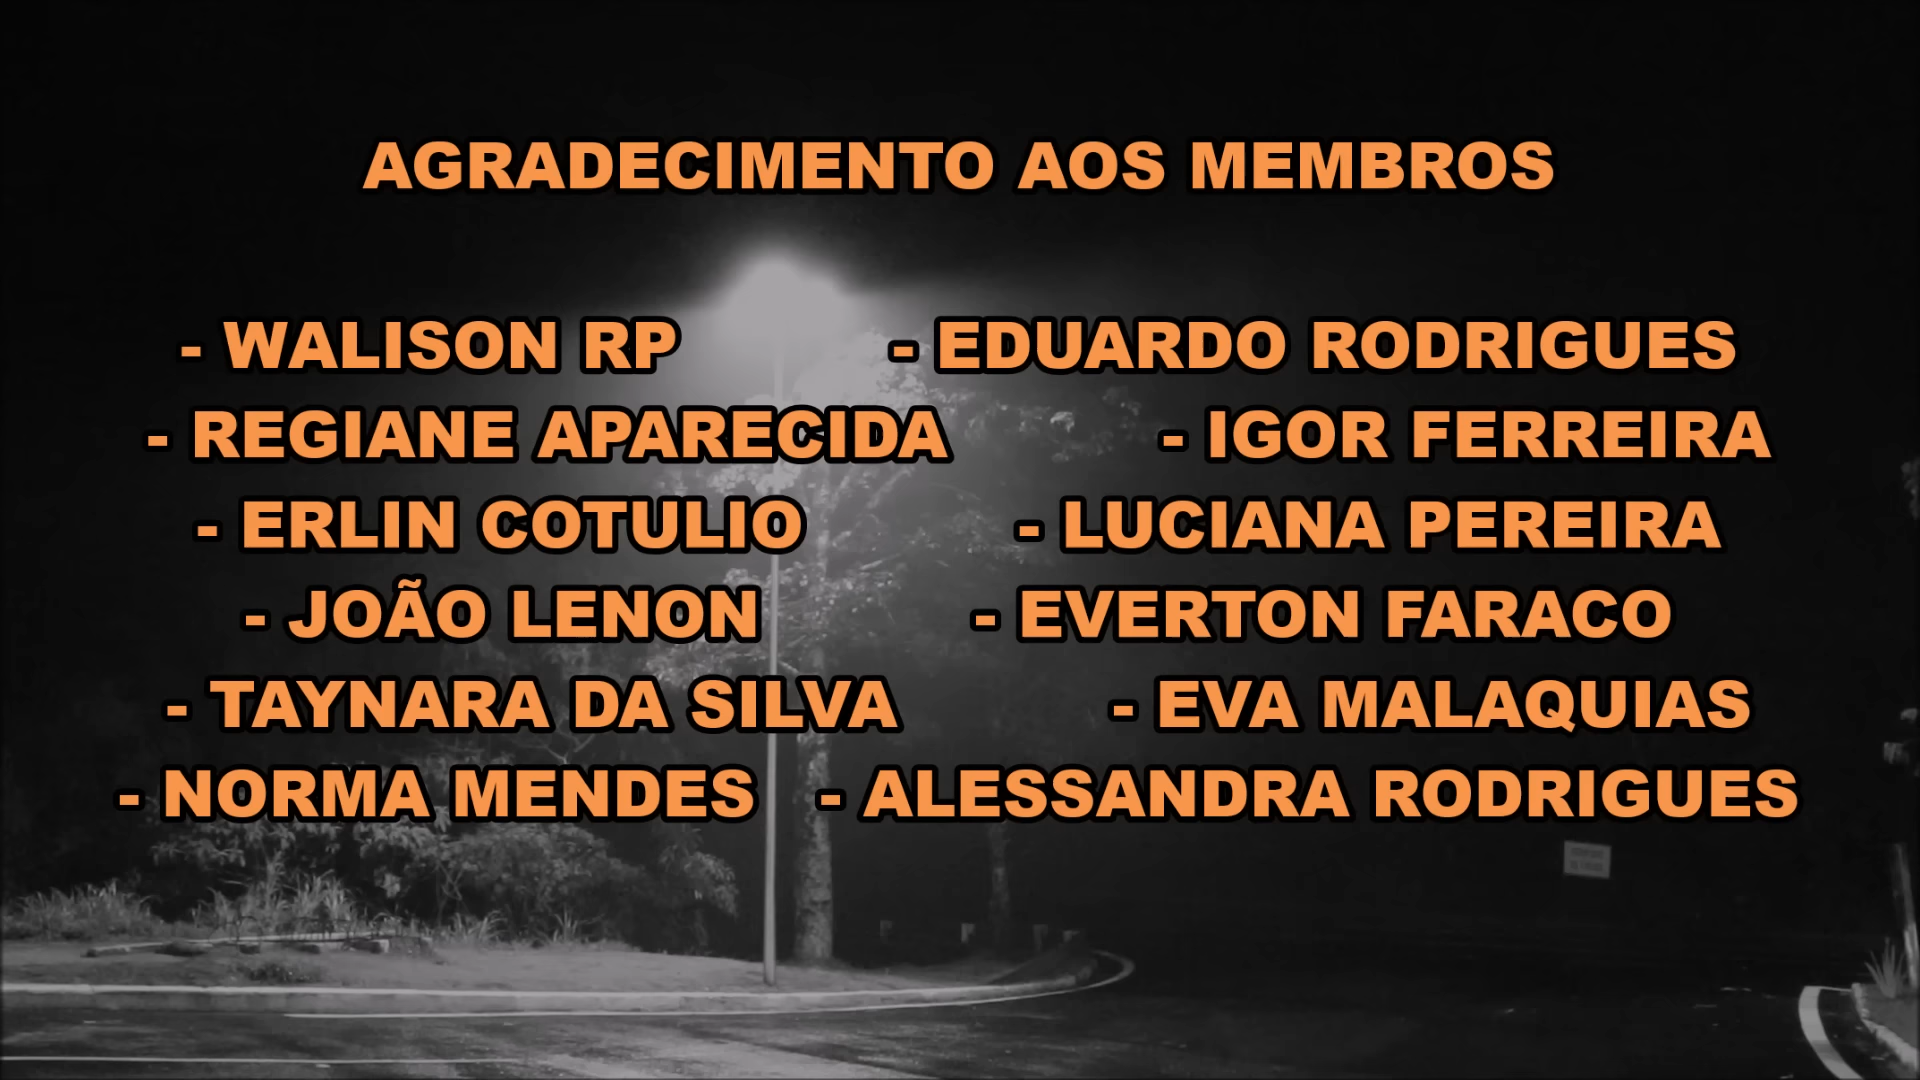 AGRADECIMENTO AOS MEMBROS
- WALISON RP - EDUARDO RODRIGUES
- REGIANE APARECIDA - IGOR FERREIRA
- ERLIN COTULIO - LUCIANA PEREIRA
- JOÃO LENON - EVERTON FARACO
- TAYNARA DA SILVA - EVA MALAQUIAS
- NORMA MENDES - ALESSANDRA RODRIGUES